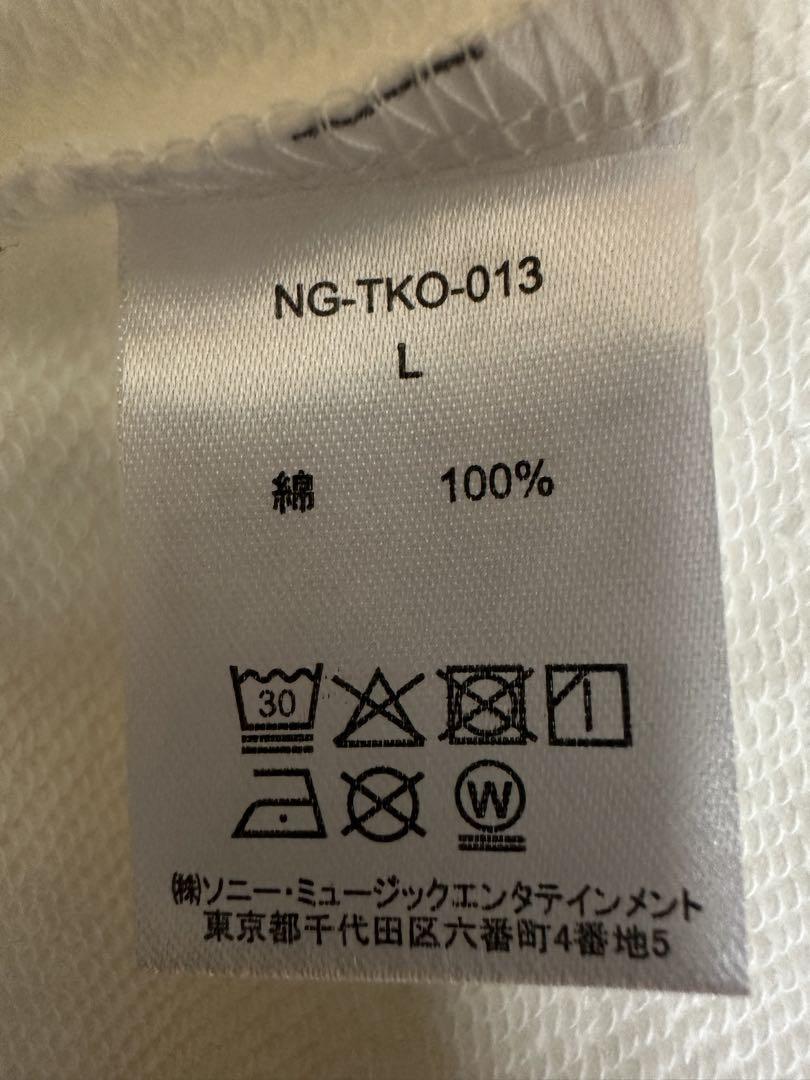 NG-TKO-013
L
綿 100%
30
W
㈱ソニー・ミュージックエンタテインメント
東京都千代田区六番町4番地5